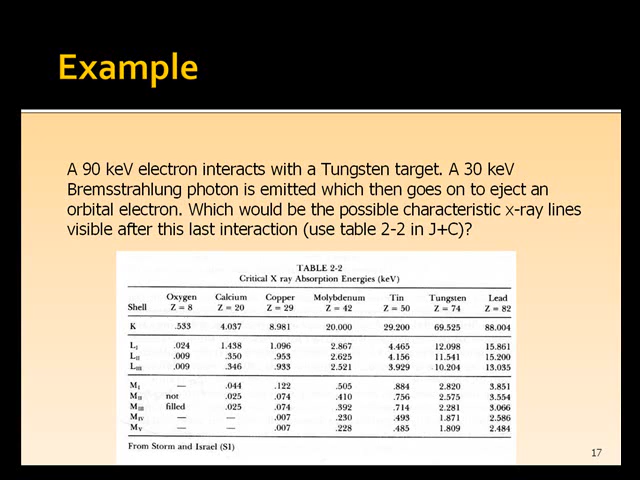 Example
A 90 keV electron interacts with a Tungsten target. A 30 keV
Bremsstrahlung photon is emitted which then goes on to eject an
orbital electron. Which would be the possible characteristic x-ray lines
visible after this last interaction (use table 2-2 in J+C)?
TABLE 2-2
Critical X ray Absorption Energies (keV)
Oxygen Calcium Copper Molybdenum Tin Tungsten Lead
Shell Z = 8 Z = 20 Z = 29 Z = 42 Z = 50 Z = 74 Z = 82
K .533 4.037 8.981 20.000 29.200 69.525 88.004
LI .024 1.438 1.096 2.867 4.465 12.098 15.861
LII .009 .350 .953 2.625 4.156 11.541 15.200
LIII .009 .346 .933 2.521 3.929 10.204 13.035
MI — .044 .122 .505 .884 2.820 3.851
MII not .025 .074 .410 .756 2.575 3.554
MIII filled .025 .074 .392 .714 2.281 3.066
MIV — — .007 .230 .493 1.871 2.586
MV — — .007 .228 .485 1.809 2.484
From Storm and Israel (S1)
17